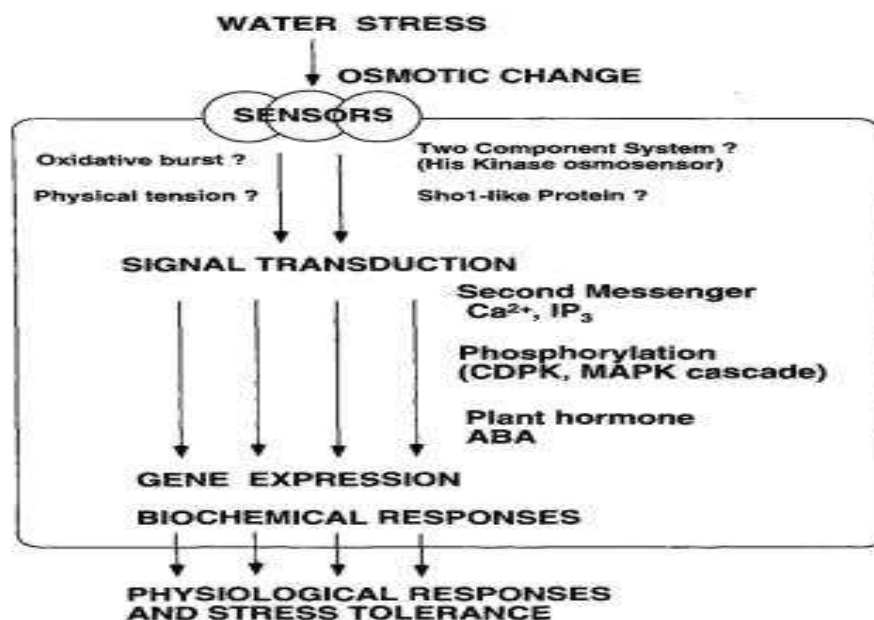 WATER STRESS
OSMOTIC CHANGE
SENSORS
Oxidative burst ?
Two Component System ?
(His Kinase osmosensor)
Physical tension ?
Sho1-like Protein ?
SIGNAL TRANSDUCTION
Second Messenger
Ca²⁺, IP₃
Phosphorylation
(CDPK, MAPK cascade)
Plant hormone
ABA
GENE EXPRESSION
BIOCHEMICAL RESPONSES
PHYSIOLOGICAL RESPONSES
AND STRESS TOLERANCE